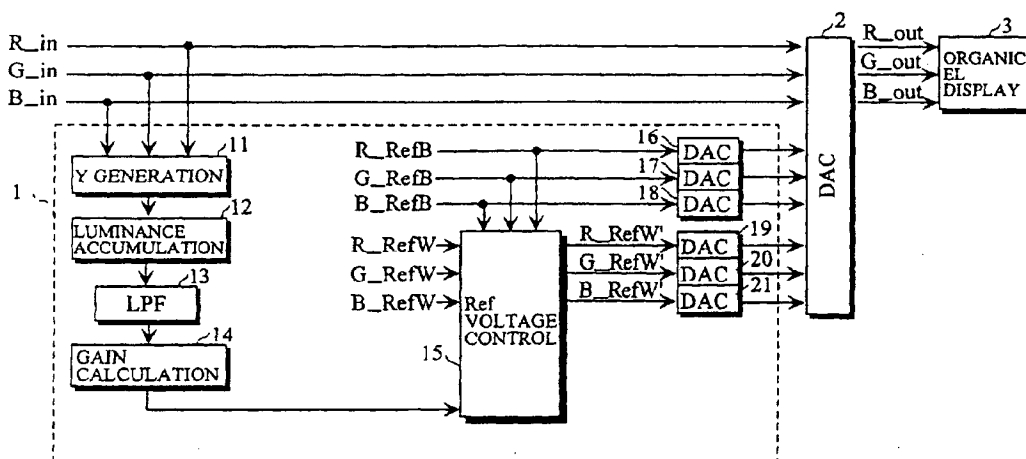 R_in
G_in
B_in
2
DAC
R_out
G_out
B_out
3
ORGANIC
EL
DISPLAY
1
11
Y GENERATION
12
LUMINANCE
ACCUMULATION
13
LPF
14
GAIN
CALCULATION
R_RefB
G_RefB
B_RefB
R_RefW
G_RefW
B_RefW
15
Ref
VOLTAGE
CONTROL
16
DAC
17
DAC
18
DAC
R_RefW'
G_RefW'
B_RefW'
19
DAC
20
DAC
21
DAC